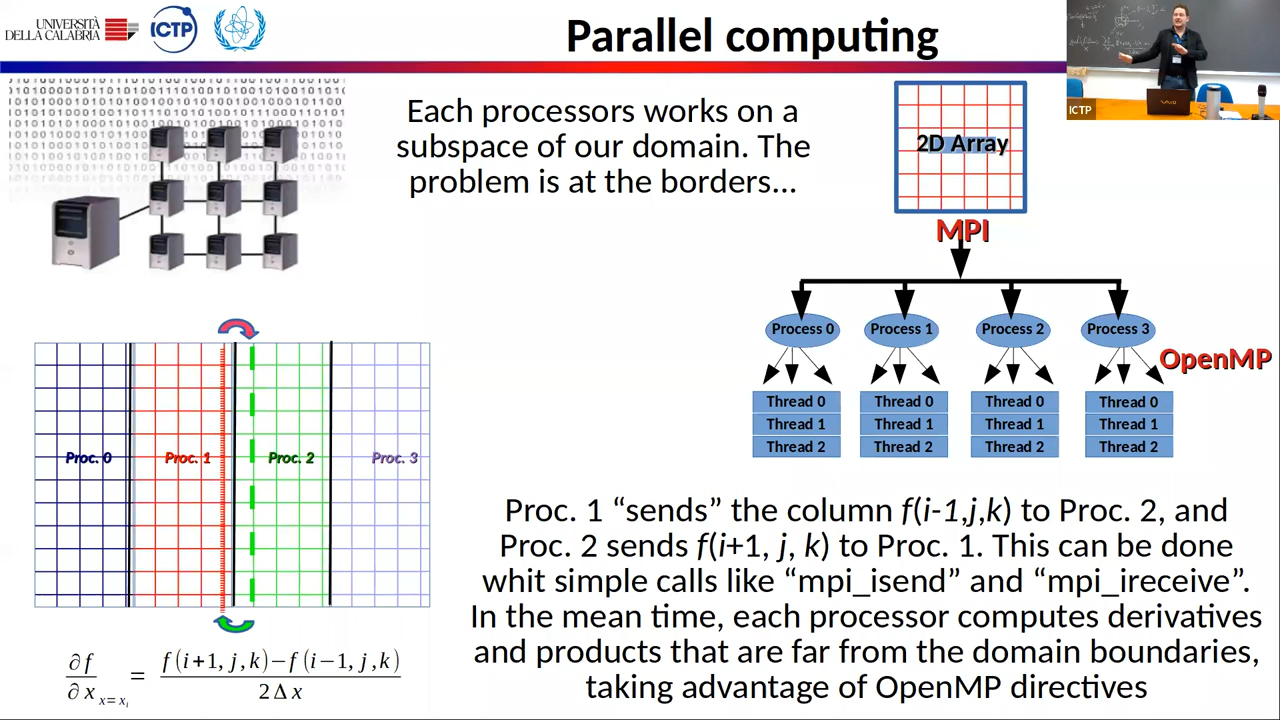 UNIVERSITÀ
DELLA CALABRIA
ICTP
Parallel computing
ICTP
VAIO
Each processors works on a
subspace of our domain. The
problem is at the borders...
2D Array
MPI
Process 0 Process 1 Process 2 Process 3
OpenMP
Thread 0 Thread 0 Thread 0 Thread 0
Thread 1 Thread 1 Thread 1 Thread 1
Thread 2 Thread 2 Thread 2 Thread 2
Proc. 0 Proc. 1 Proc. 2 Proc. 3
∂f/∂x x=xᵢ = f(i+1, j,k)−f(i−1, j,k) / 2Δx
Proc. 1 “sends” the column f(i-1,j,k) to Proc. 2, and
Proc. 2 sends f(i+1, j, k) to Proc. 1. This can be done
whit simple calls like “mpi_isend” and “mpi_ireceive”.
In the mean time, each processor computes derivatives
and products that are far from the domain boundaries,
taking advantage of OpenMP directives